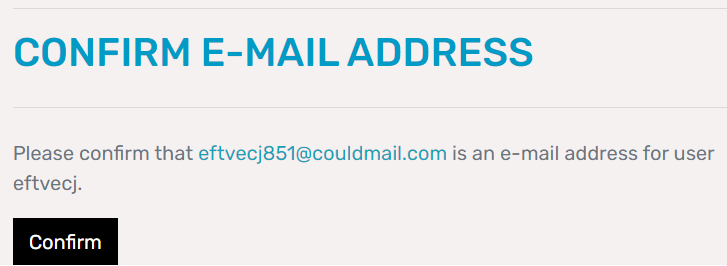 CONFIRM E-MAIL ADDRESS
Please confirm that eftvecj851@couldmail.com is an e-mail address for user
eftvecj.
Confirm